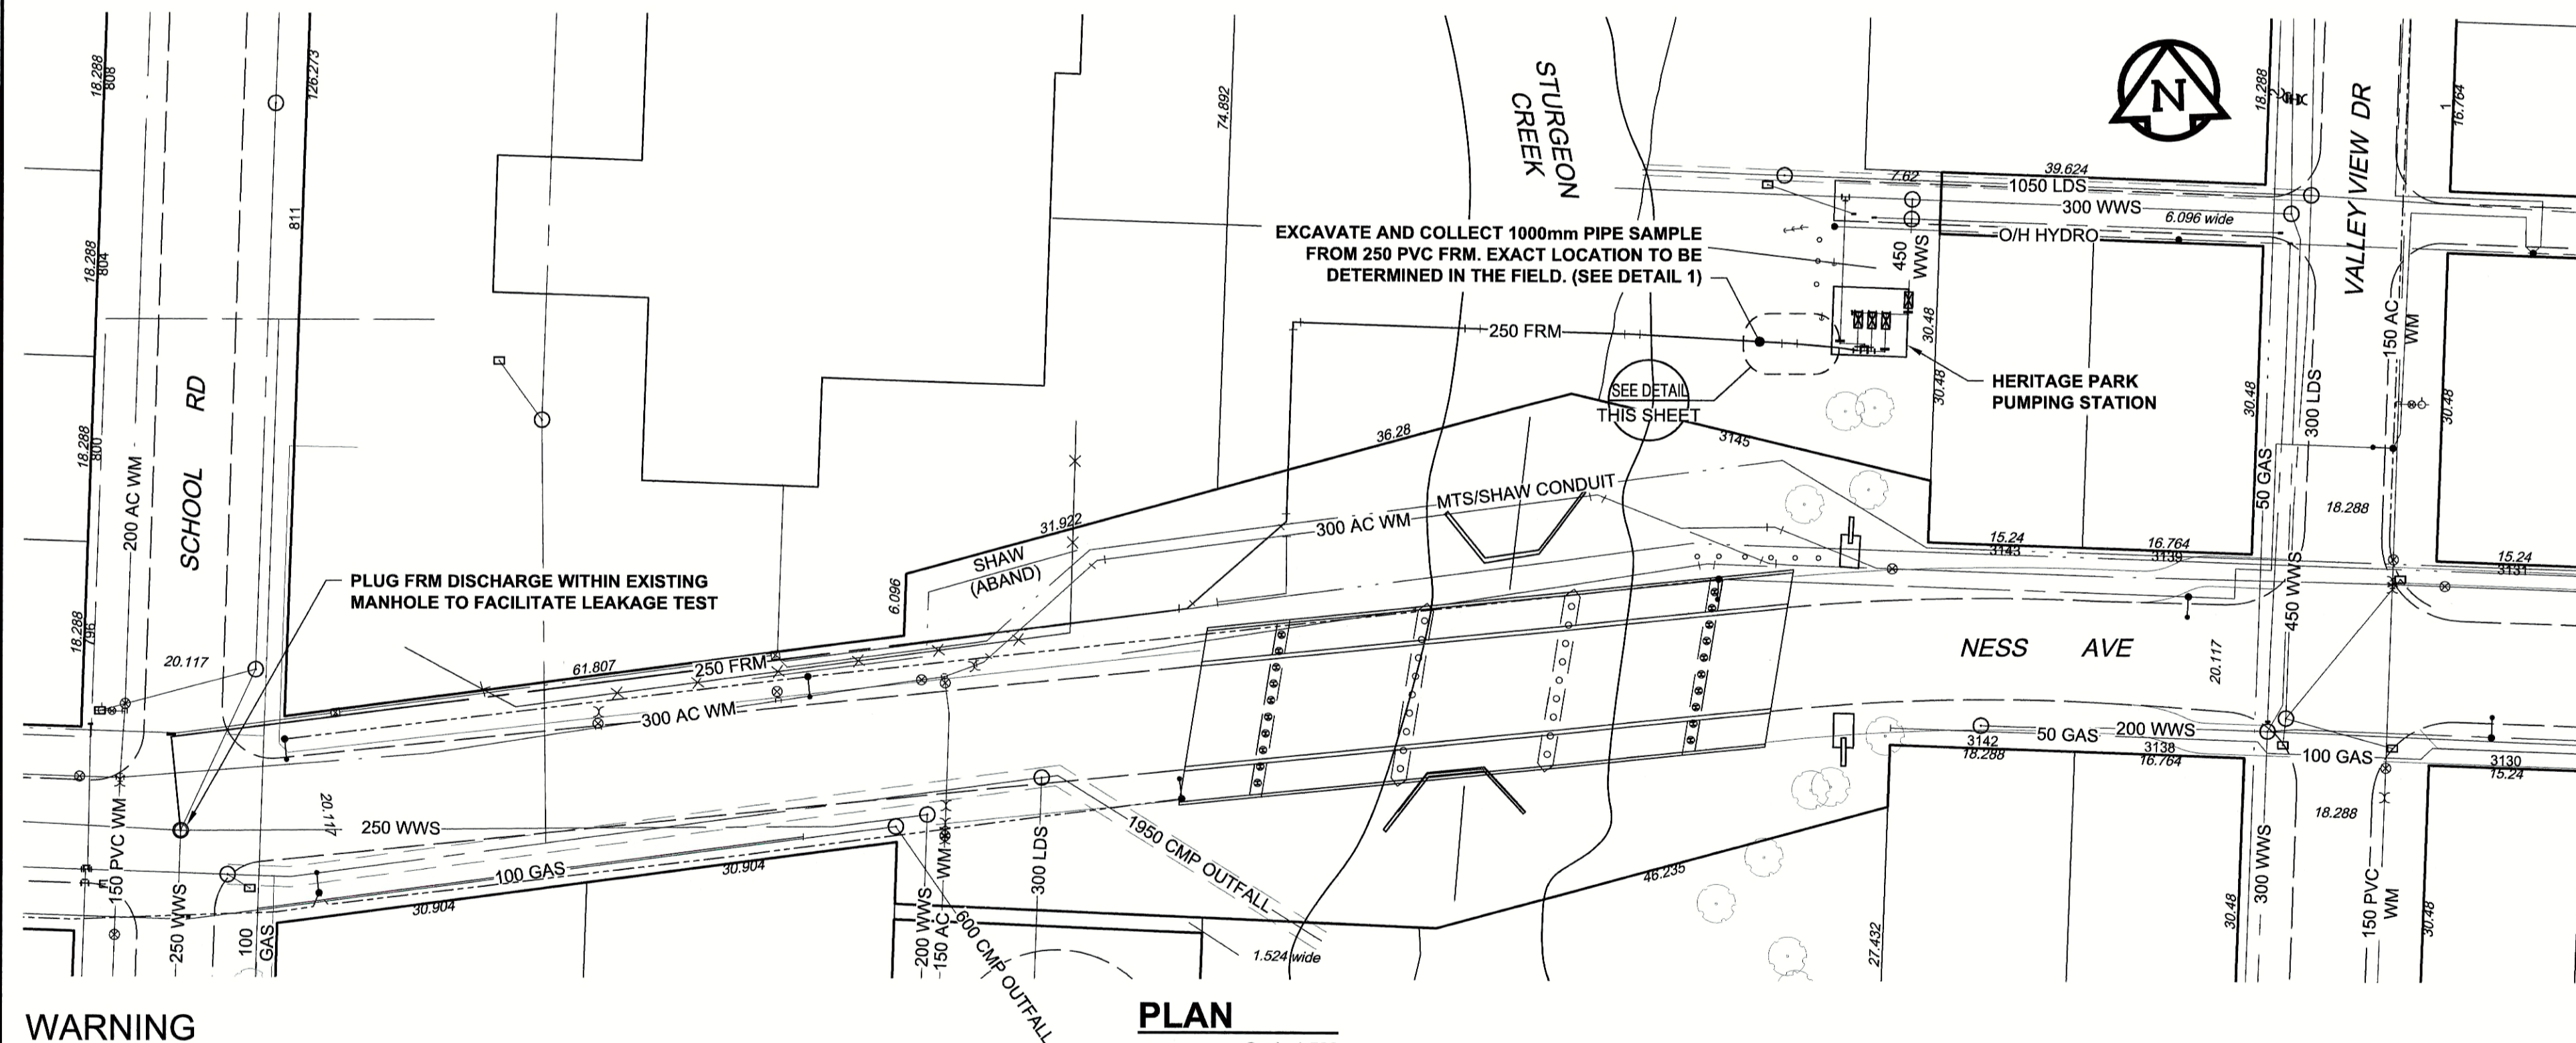 18.288
808
126.273
811
18.288
804
18.288
800
18.288
796
200 AC WM
SCHOOL RD
20.117
PLUG FRM DISCHARGE WITHIN EXISTING
MANHOLE TO FACILITATE LEAKAGE TEST
61.807
250 FRM
300 AC WM
20.117
250 WWS
150 PVC WM
250 WWS
100
GAS
100 GAS
30.904
30.904
6.096
SHAW
(ABAND)
31.922
36.28
74.892
STURGEON
CREEK
EXCAVATE AND COLLECT 1000mm PIPE SAMPLE
FROM 250 PVC FRM. EXACT LOCATION TO BE
DETERMINED IN THE FIELD. (SEE DETAIL 1)
250 FRM
SEE DETAIL
THIS SHEET
3145
MTS/SHAW CONDUIT
300 AC WM
7.62
39.624
1050 LDS
300 WWS
6.096 wide
O/H HYDRO
450
WWS
30.48
30.48
HERITAGE PARK
PUMPING STATION
N
18.288
VALLEY VIEW DR
1
16.764
150 AC
WM
300 LDS
30.48
30.48
50 GAS
18.288
15.24
3143
16.764
3139
15.24
3131
450 WWS
NESS AVE
20.117
3142
18.288
50 GAS
200 WWS
3138
16.764
100 GAS
3130
15.24
18.288
300 WWS
150 PVC
WM
30.48
30.48
27.432
46.235
1950 CMP OUTFALL
300 LDS
200 WWS
150 AC WM
600 CMP OUTFALL
1.524 wide
WARNING
PLAN